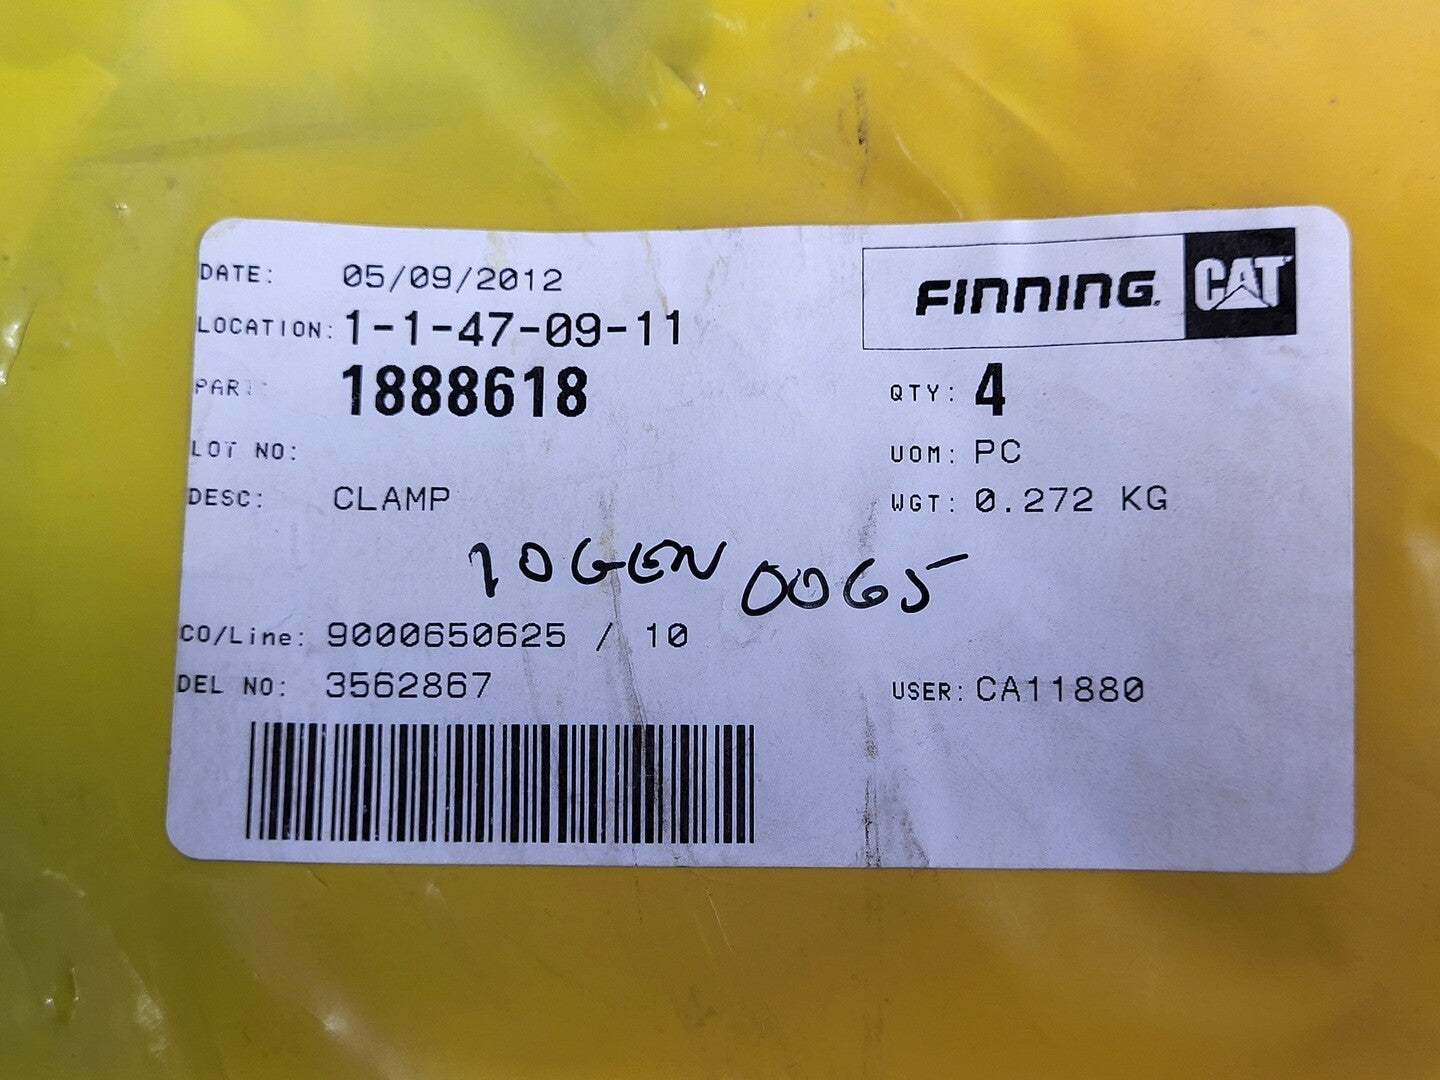 DATE: 05/09/2012
FINNING. CAT
LOCATION: 1-1-47-09-11
PART: 1888618 QTY: 4
LOT NO: UOM: PC
DESC: CLAMP WGT: 0.272 KG
10GEN 0065
CO/Line: 9000650625 / 10
DEL NO: 3562867 USER: CA11880